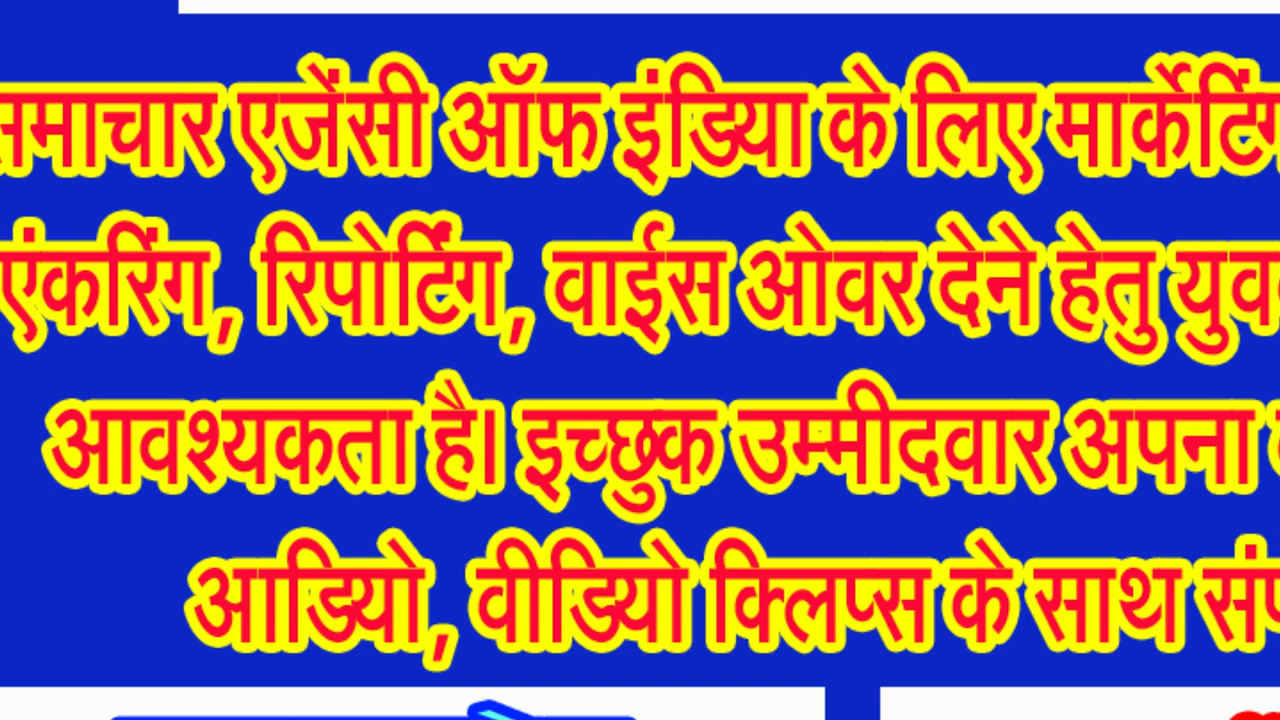 समाचार एजेंसी ऑफ इंडिया के लिए मार्केटिंग
एंकरिंग, रिपोर्टिंग, वाईस ओवर देने हेतु
आवश्यकता है। इच्छुक उम्मीदवार अपना
आडियो, वीडियो क्लिप्स के साथ